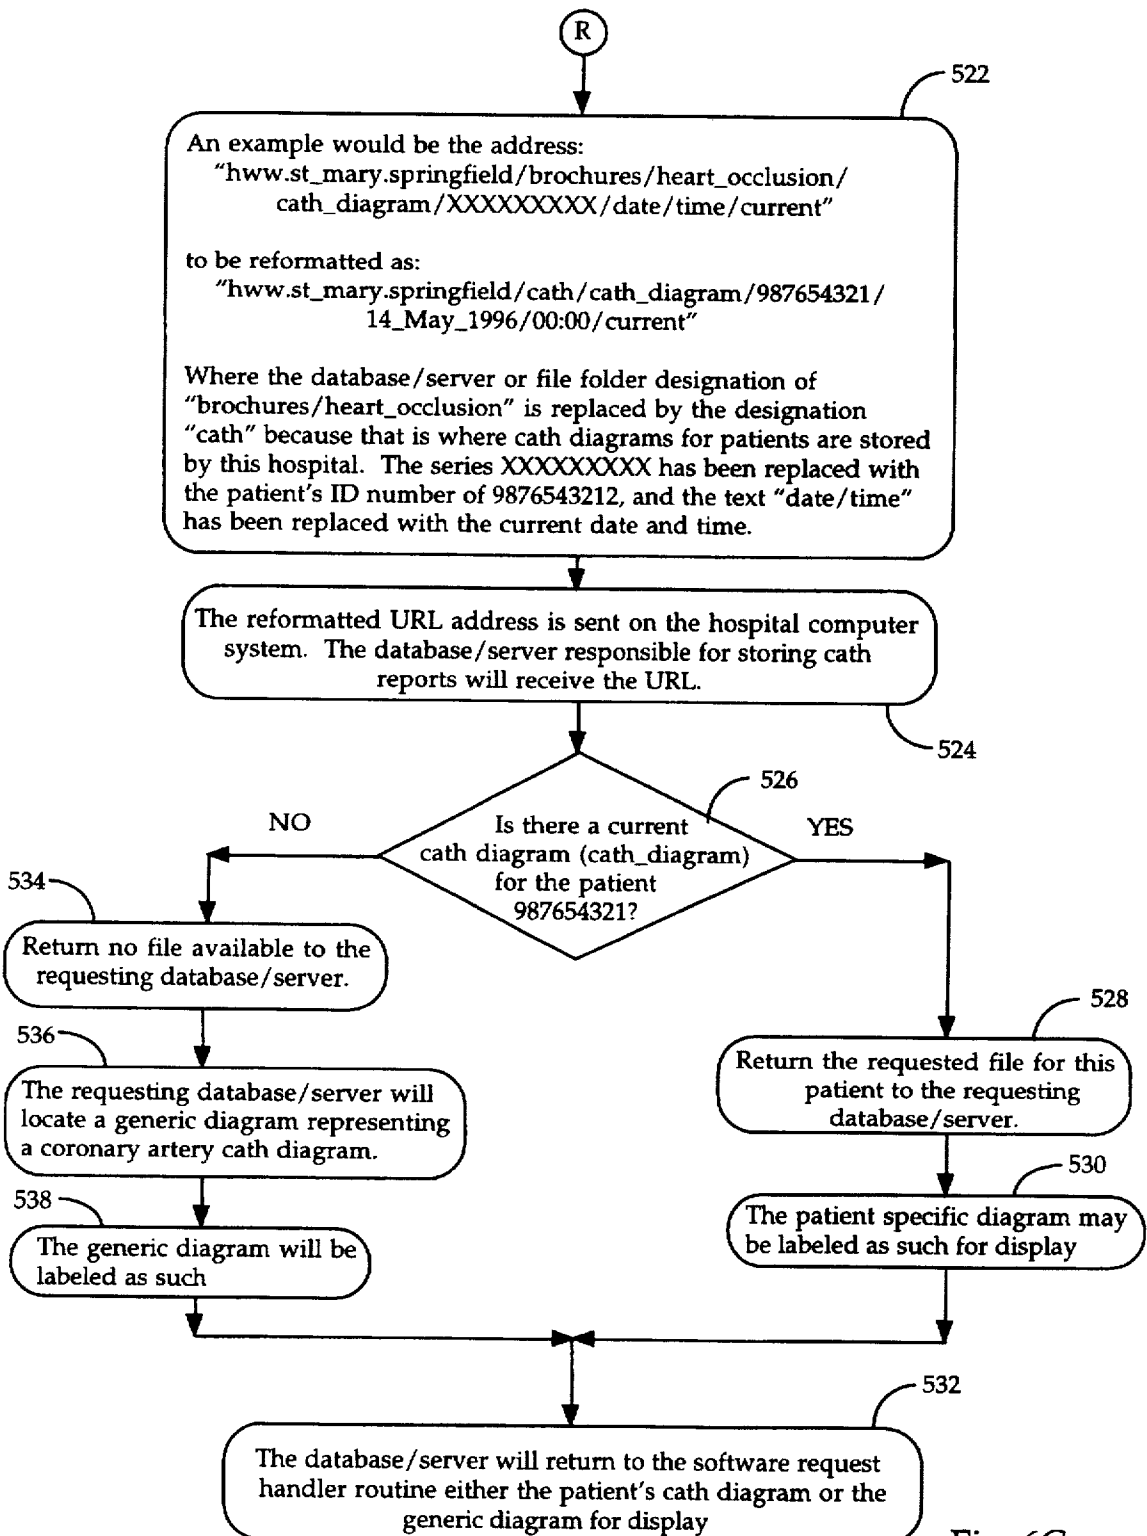 R
522
An example would be the address:
"hww.st_mary.springfield/brochures/heart_occlusion/
cath_diagram/XXXXXXXXX/date/time/current"
to be reformatted as:
"hww.st_mary.springfield/cath/cath_diagram/987654321/
14_May_1996/00:00/current"
Where the database/server or file folder designation of
"brochures/heart_occlusion" is replaced by the designation
"cath" because that is where cath diagrams for patients are stored
by this hospital. The series XXXXXXXXX has been replaced with
the patient's ID number of 9876543212, and the text "date/time"
has been replaced with the current date and time.
The reformatted URL address is sent on the hospital computer
system. The database/server responsible for storing cath
reports will receive the URL.
524
526
NO
YES
Is there a current
cath diagram (cath_diagram)
for the patient
987654321?
534
Return no file available to the
requesting database/server.
528
Return the requested file for this
patient to the requesting
database/server.
536
The requesting database/server will
locate a generic diagram representing
a coronary artery cath diagram.
530
The patient specific diagram may
be labeled as such for display
538
The generic diagram will be
labeled as such
532
The database/server will return to the software request
handler routine either the patient's cath diagram or the
generic diagram for display